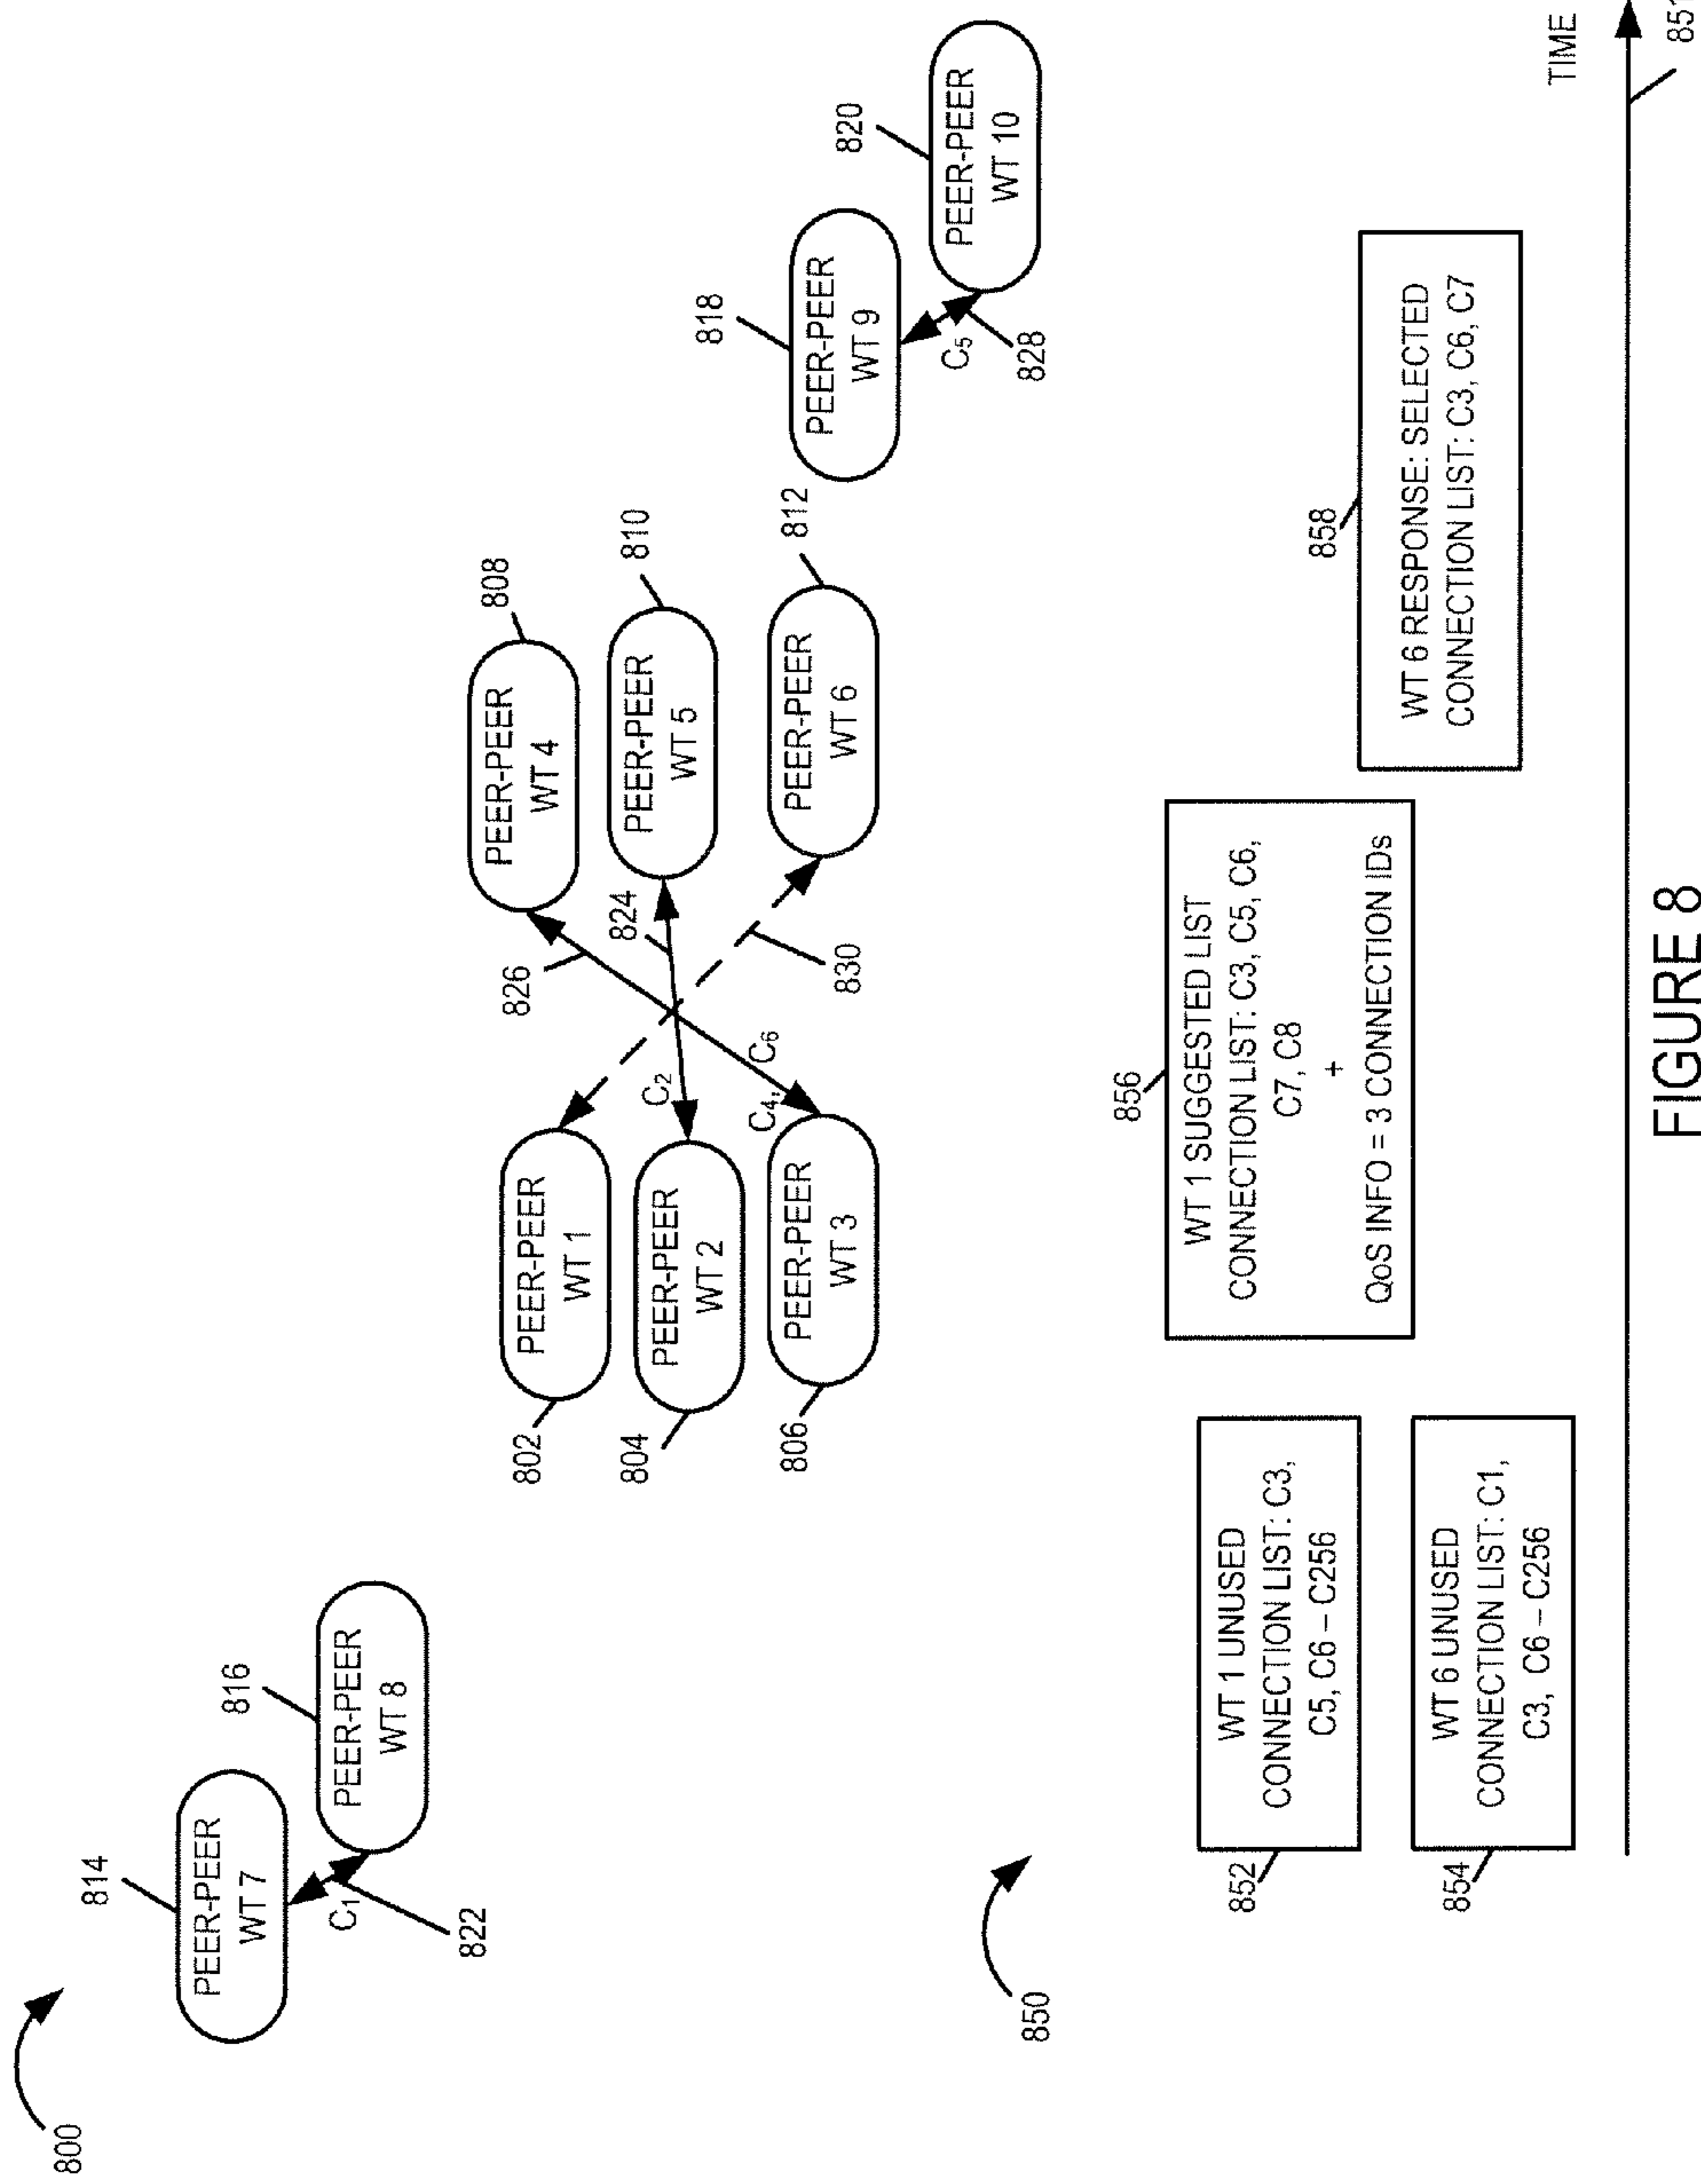 800
814
PEER-PEER
WT 7
816
PEER-PEER
WT 8
C1
822
802
PEER-PEER
WT 1
804
PEER-PEER
WT 2
806
PEER-PEER
WT 3
C2
C4, C6
826
824
830
808
PEER-PEER
WT 4
810
PEER-PEER
WT 5
812
PEER-PEER
WT 6
818
PEER-PEER
WT 9
820
PEER-PEER
WT 10
C5
828
850
852
WT 1 UNUSED
CONNECTION LIST: C3,
C5, C6 – C256
854
WT 6 UNUSED
CONNECTION LIST: C1,
C3, C6 – C256
856
WT 1 SUGGESTED LIST
CONNECTION LIST: C3, C5, C6,
C7, C8
+
QoS INFO = 3 CONNECTION IDs
858
WT 6 RESPONSE: SELECTED
CONNECTION LIST: C3, C6, C7
TIME
851
FIGURE 8